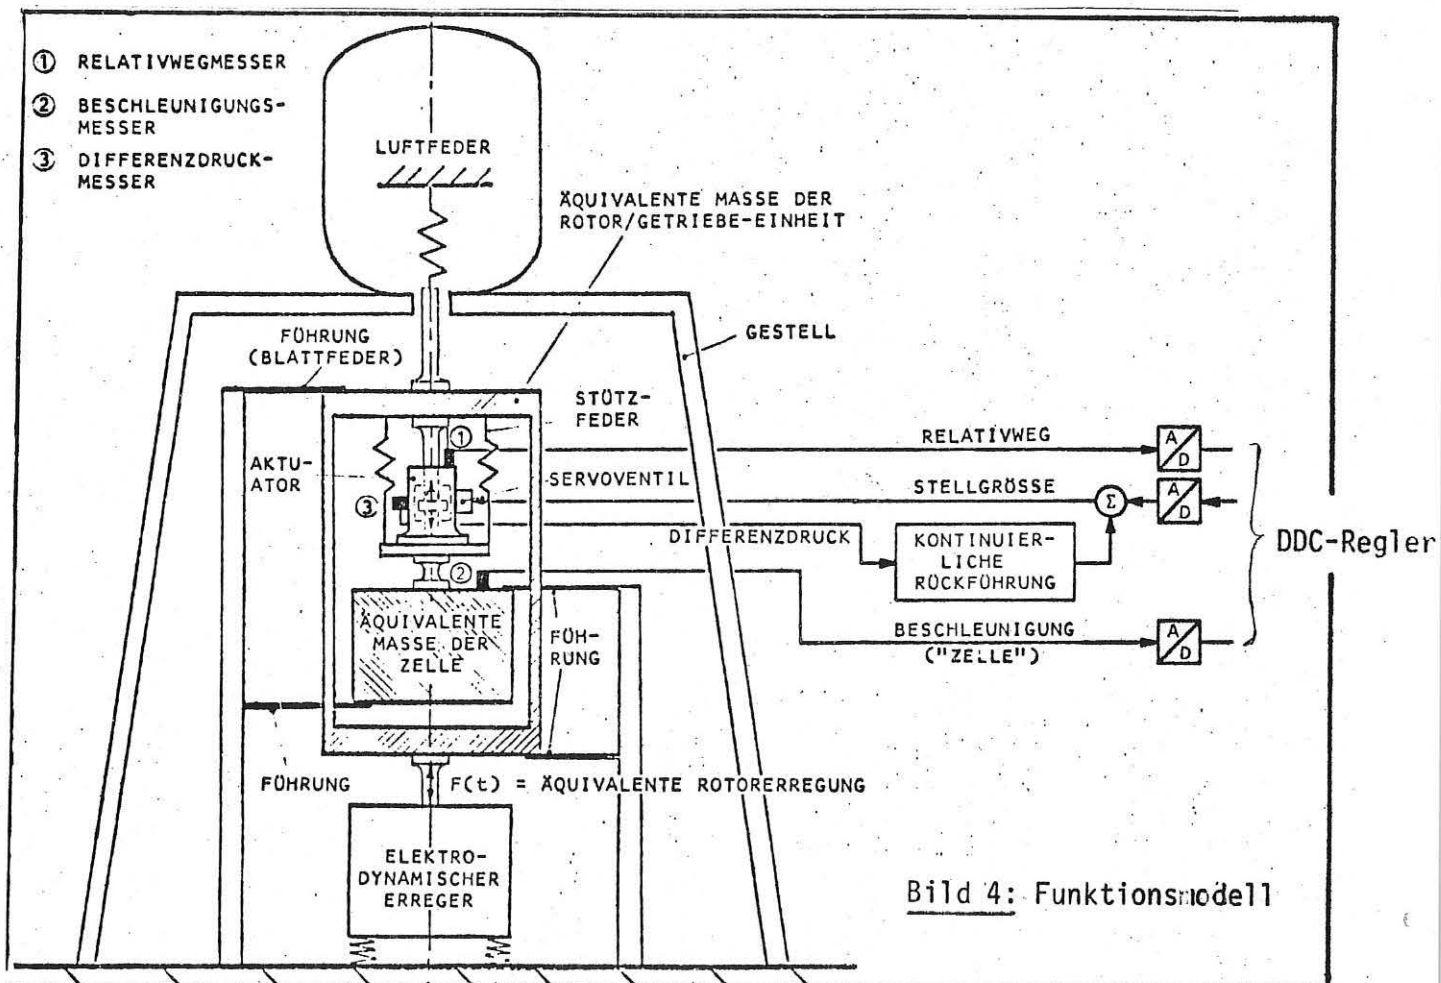 ① RELATIVWEGMESSER
② BESCHLEUNIGUNGS-
MESSER
③ DIFFERENZDRUCK-
MESSER
LUFTFEDER
ÄQUIVALENTE MASSE DER
ROTOR/GETRIEBE-EINHEIT
FÜHRUNG
(BLATTFEDER)
GESTELL
STÜTZ-
FEDER
①
RELATIVWEG
A/D
AKTU-
ATOR
SERVOVENTIL
STELLGRÖSSE
Σ
A/D
③
DIFFERENZDRUCK
KONTINUIER-
LICHE
RÜCKFÜHRUNG
DDC-Regler
②
ÄQUIVALENTE
MASSE DER
ZELLE
FÜH-
RUNG
BESCHLEUNIGUNG
("ZELLE")
A/D
FÜHRUNG
F(t) = ÄQUIVALENTE ROTORERREGUNG
ELEKTRO-
DYNAMISCHER
ERREGER
Bild 4: Funktionsmodell